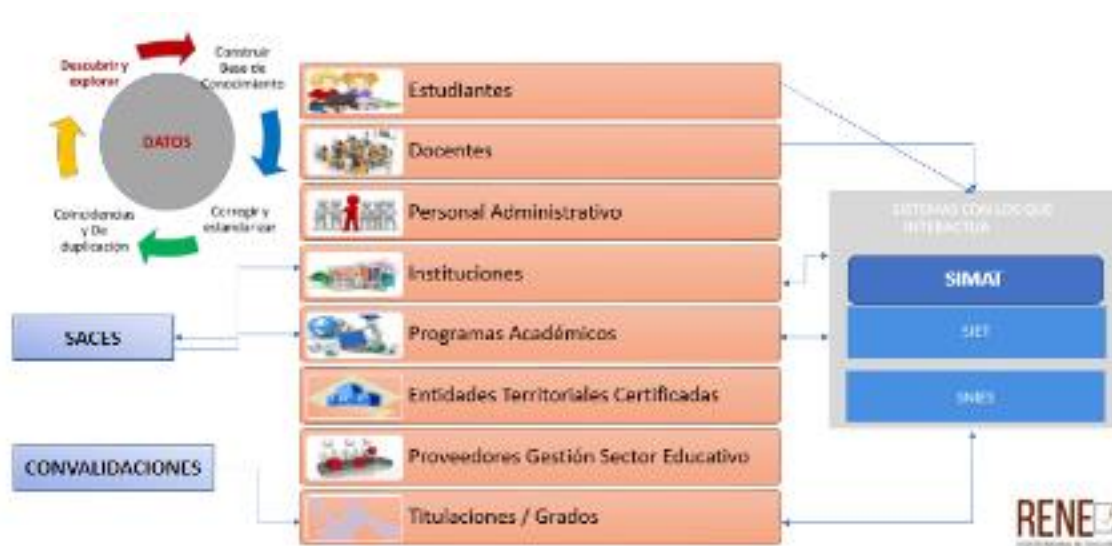 Descubrir y
explorar
Construir
Base de
Conocimiento
DATOS
Coincidencias
y De
duplicación
Corregir y
estandarizar
Estudiantes
Docentes
Personal Administrativo
Instituciones
Programas Académicos
Entidades Territoriales Certificadas
Proveedores Gestión Sector Educativo
Titulaciones / Grados
SACES
CONVALIDACIONES
SISTEMAS CON LOS QUE
INTERACTUA
SIMAT
SIET
SNIES
RENE